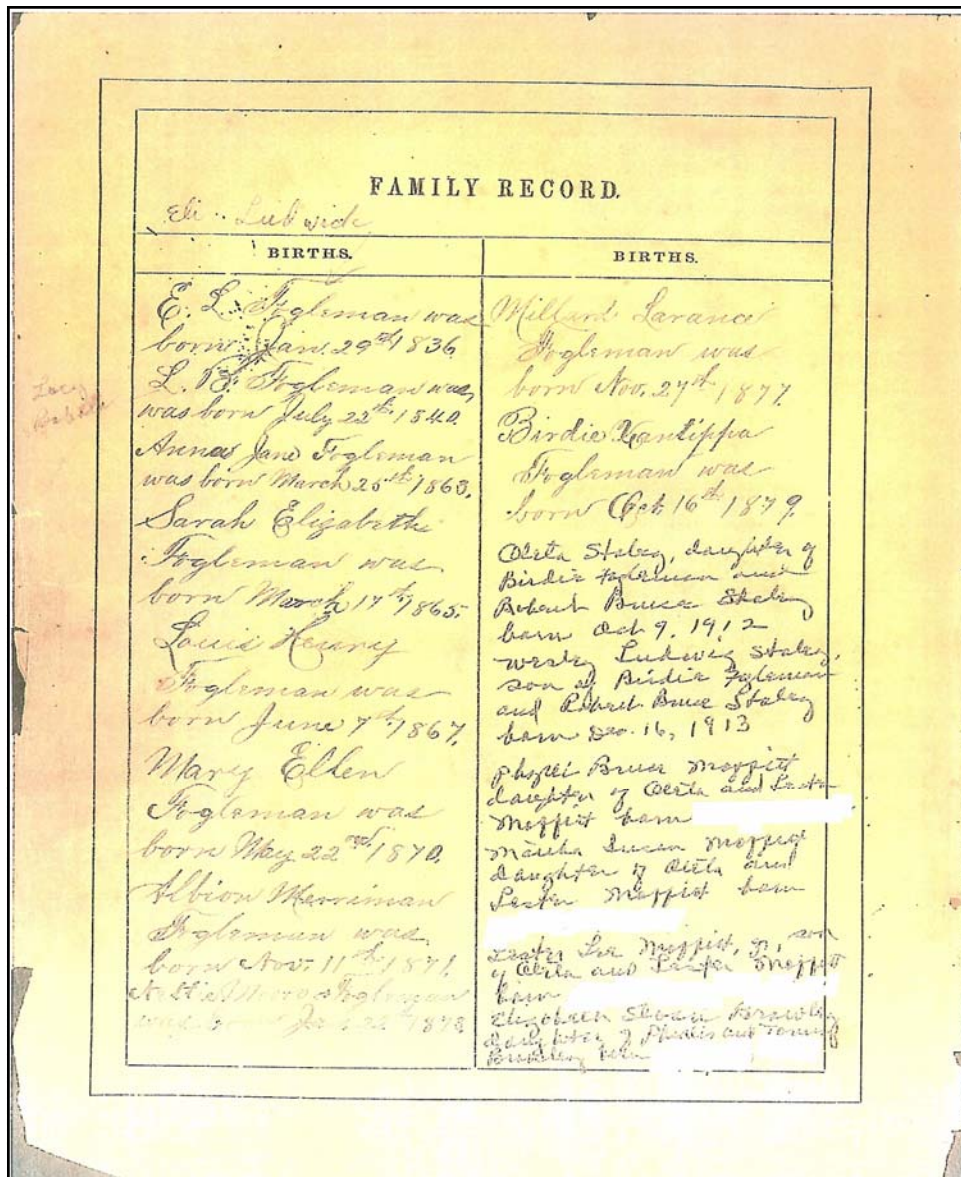 FAMILY RECORD.
Eli Ludwick
BIRTHS.
E. L. Fogleman was
born Jan. 29th 1836
L. B. Fogleman was,
was born July 22th 1840.
Anna Jane Fogleman
was born March 25th 1863.
Sarah Elizabeth
Fogleman was
born March 17th 1865.
Louis Henry
Fogleman was
born June 7th 1867.
Mary Ellen
Fogleman was
born May 22nd 1870.
Albion Merriman
Fogleman was
born Nov. 11th 1871.
Fogleman
was born
BIRTHS.
Millard Larance
Fogleman was
born Nov. 27th 1877.
Birdie Xantippa
Fogleman was
born Oct 16th 1879.
Oleta Staley, daughter of
Birdie Fogleman and
Robert Bruce Staley
born Oct 9, 1912
Wesley Ludwig Staley,
son of Birdie Fogleman
and Robert Bruce Staley
born Dec. 16, 1913
Bruce Moffitt
daughter of Oleta and Lester
Moffitt born
Martha Susan Moffitt
daughter of Oleta and
Lester Moffitt born
Lester Lee Moffitt, Jr, son
of Oleta and Lester Moffitt
born
Elizabeth
daughter of and
born